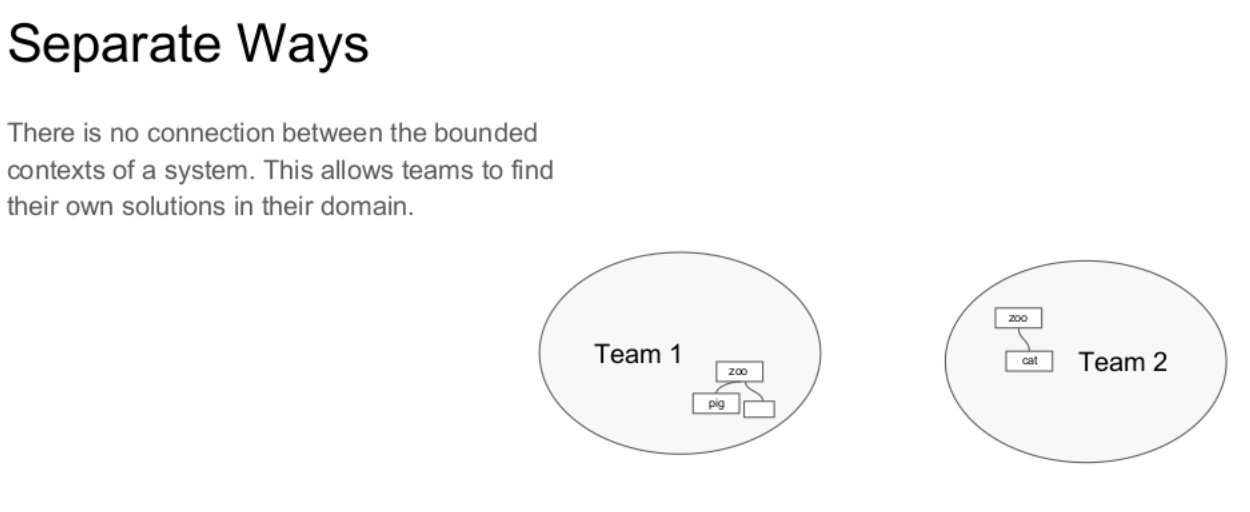 Separate Ways
There is no connection between the bounded
contexts of a system. This allows teams to find
their own solutions in their domain.
Team 1
zoo
pig
zoo
cat
Team 2